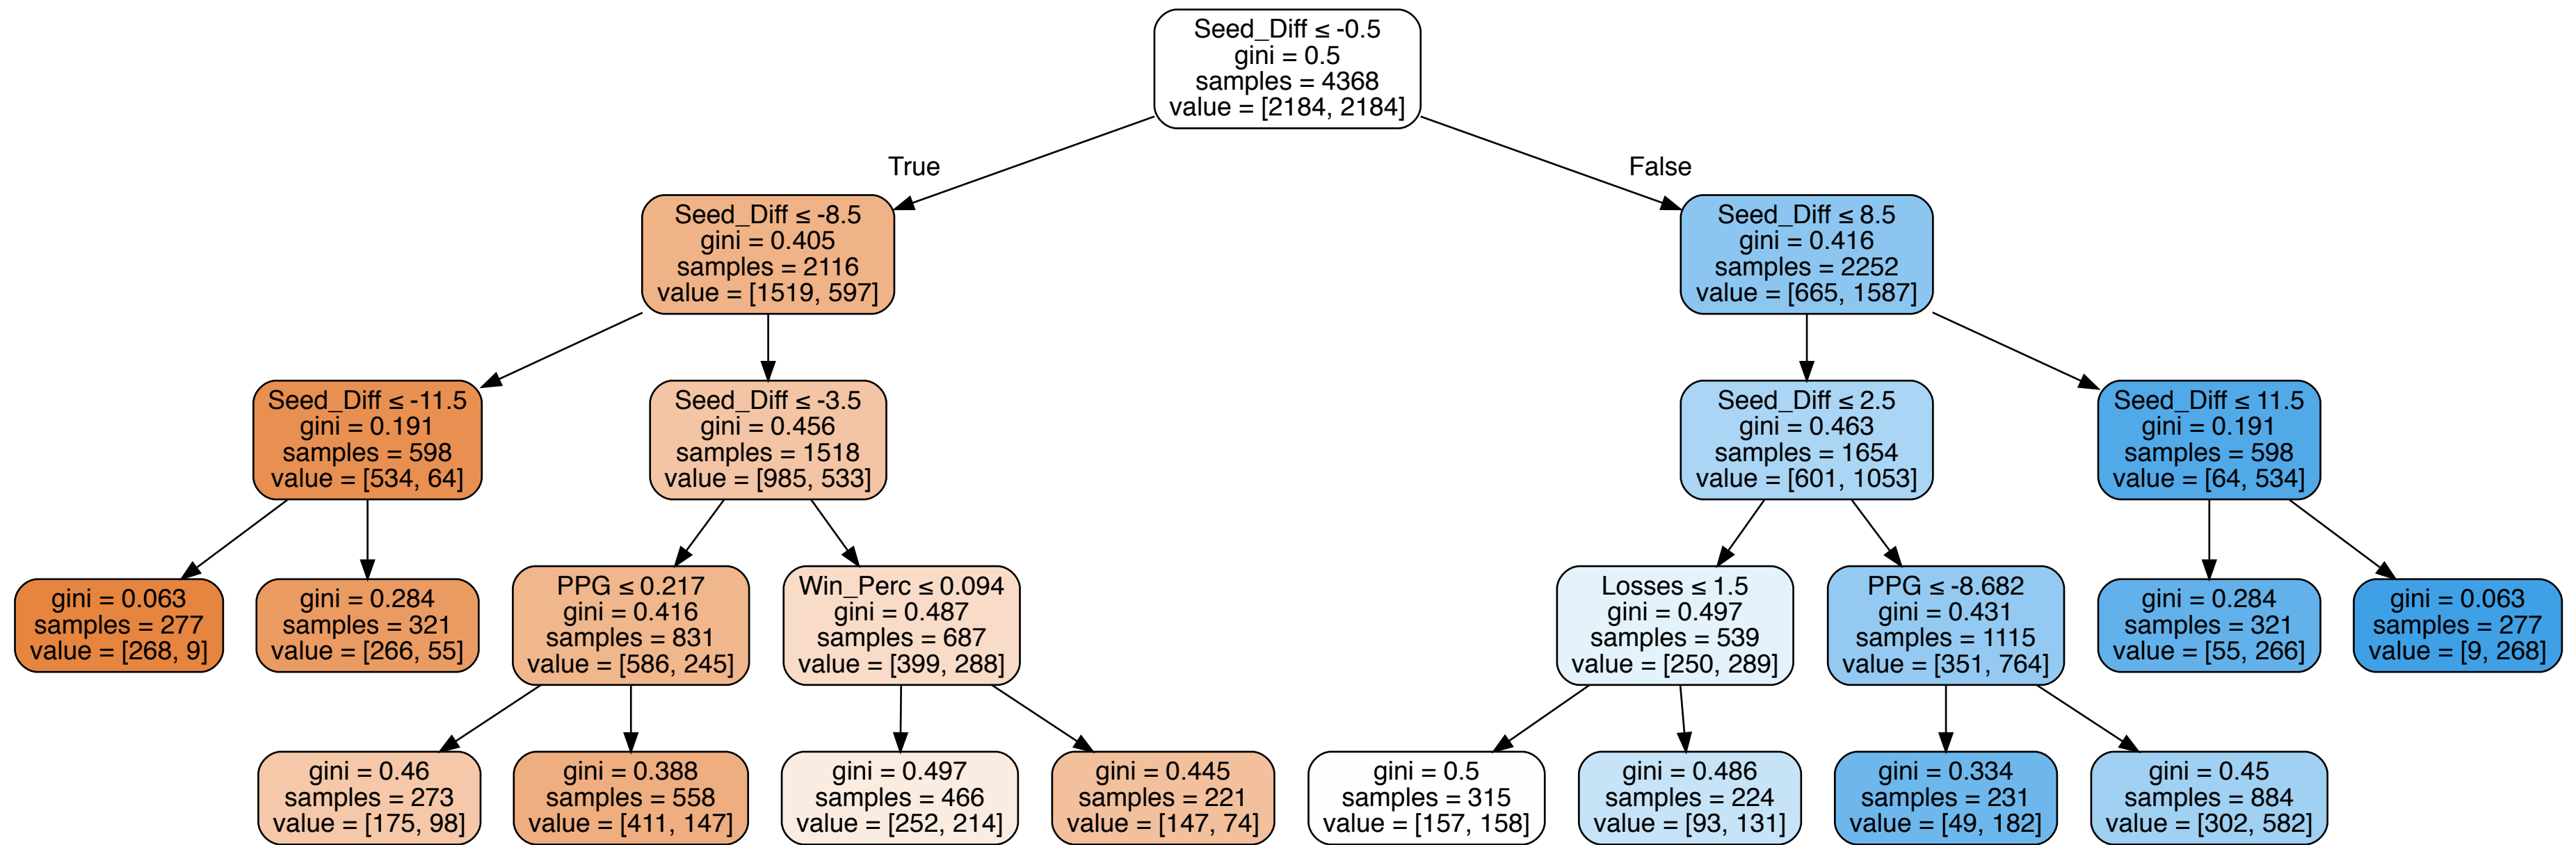 Seed_Diff ≤ -0.5
gini = 0.5
samples = 4368
value = [2184, 2184]
True
False
Seed_Diff ≤ -8.5
gini = 0.405
samples = 2116
value = [1519, 597]
Seed_Diff ≤ 8.5
gini = 0.416
samples = 2252
value = [665, 1587]
Seed_Diff ≤ -11.5
gini = 0.191
samples = 598
value = [534, 64]
Seed_Diff ≤ -3.5
gini = 0.456
samples = 1518
value = [985, 533]
Seed_Diff ≤ 2.5
gini = 0.463
samples = 1654
value = [601, 1053]
Seed_Diff ≤ 11.5
gini = 0.191
samples = 598
value = [64, 534]
gini = 0.063
samples = 277
value = [268, 9]
gini = 0.284
samples = 321
value = [266, 55]
PPG ≤ 0.217
gini = 0.416
samples = 831
value = [586, 245]
Win_Perc ≤ 0.094
gini = 0.487
samples = 687
value = [399, 288]
Losses ≤ 1.5
gini = 0.497
samples = 539
value = [250, 289]
PPG ≤ -8.682
gini = 0.431
samples = 1115
value = [351, 764]
gini = 0.284
samples = 321
value = [55, 266]
gini = 0.063
samples = 277
value = [9, 268]
gini = 0.46
samples = 273
value = [175, 98]
gini = 0.388
samples = 558
value = [411, 147]
gini = 0.497
samples = 466
value = [252, 214]
gini = 0.445
samples = 221
value = [147, 74]
gini = 0.5
samples = 315
value = [157, 158]
gini = 0.486
samples = 224
value = [93, 131]
gini = 0.334
samples = 231
value = [49, 182]
gini = 0.45
samples = 884
value = [302, 582]